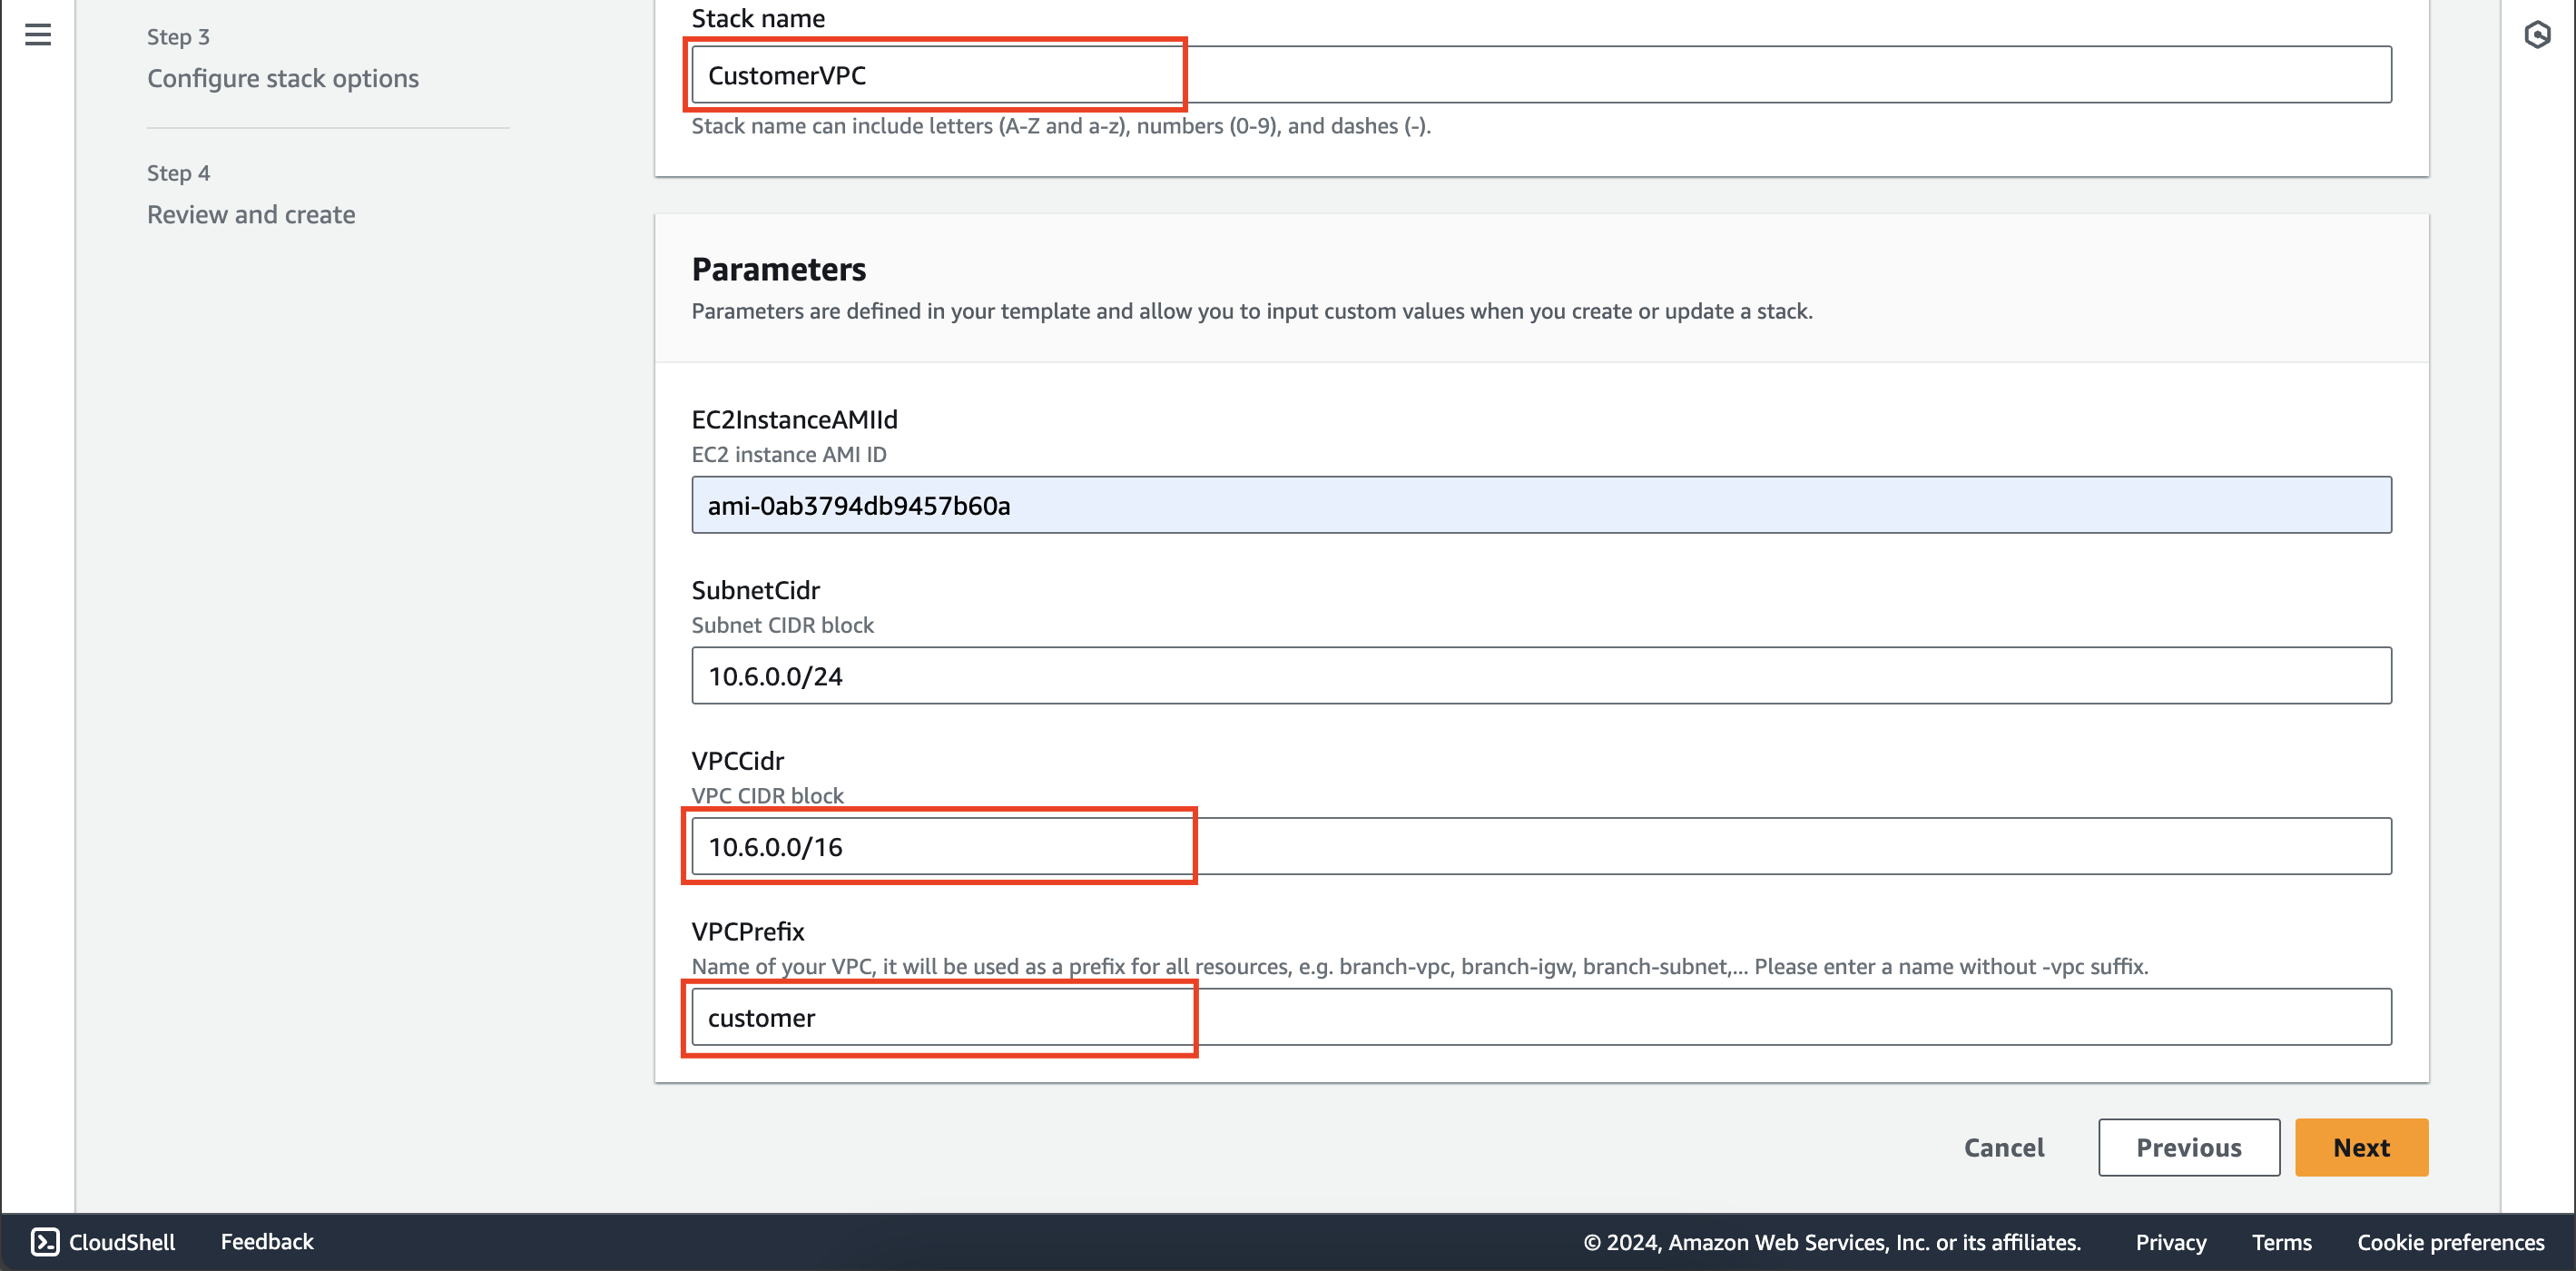 Step 3
Configure stack options
Step 4
Review and create
Stack name
CustomerVPC
Stack name can include letters (A-Z and a-z), numbers (0-9), and dashes (-).
Parameters
Parameters are defined in your template and allow you to input custom values when you create or update a stack.
EC2InstanceAMIId
EC2 instance AMI ID
ami-0ab3794db9457b60a
SubnetCidr
Subnet CIDR block
10.6.0.0/24
VPCCidr
VPC CIDR block
10.6.0.0/16
VPCPrefix
Name of your VPC, it will be used as a prefix for all resources, e.g. branch-vpc, branch-igw, branch-subnet,... Please enter a name without -vpc suffix.
customer
Cancel
Previous
Next
CloudShell
Feedback
© 2024, Amazon Web Services, Inc. or its affiliates.
Privacy
Terms
Cookie preferences